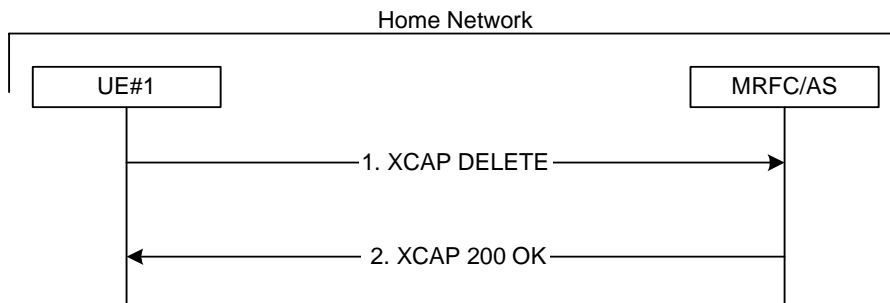 Home Network
UE#1
MRFC/AS
1. XCAP DELETE
2. XCAP 200 OK